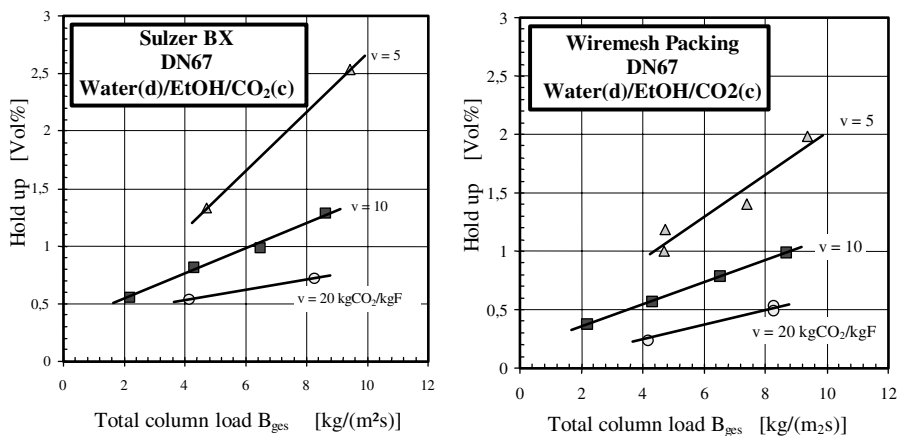 Sulzer BX
DN67
Water(d)/EtOH/CO₂(c)
v = 5
v = 10
v = 20 kgCO₂/kgF
Hold up [Vol%]
3
2,5
2
1,5
1
0,5
0
0 2 4 6 8 10 12
Total column load B_ges [kg/(m²s)]
Wiremesh Packing
DN67
Water(d)/EtOH/CO2(c)
v = 5
v = 10
v = 20 kgCO₂/kgF
Hold up [Vol%]
3
2,5
2
1,5
1
0,5
0
0 2 4 6 8 10 12
Total column load B_ges [kg/(m₂s)]